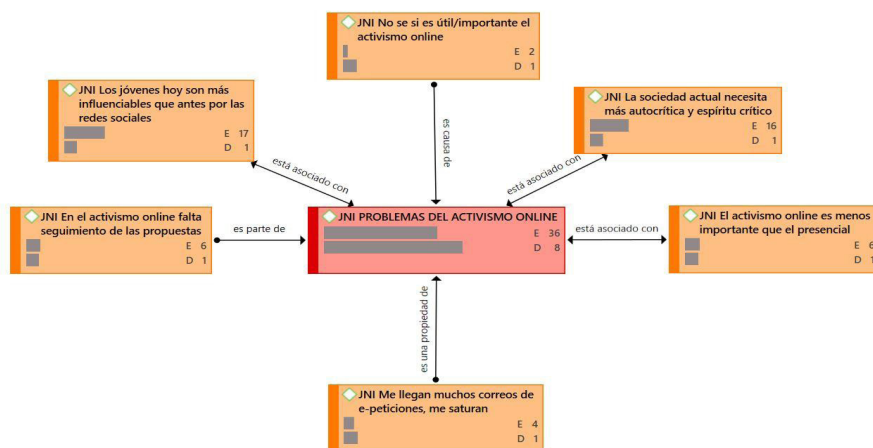 JNI No se si es útil/importante el
activismo online
E 2
D 1
JNI Los jóvenes hoy son más
influenciables que antes por las
redes sociales
E 17
D 1
JNI La sociedad actual necesita
más autocrítica y espíritu crítico
E 16
D 1
es causa de
está asociado con
está asociado con
JNI En el activismo online falta
seguimiento de las propuestas
E 6
D 1
es parte de
JNI PROBLEMAS DEL ACTIVISMO ONLINE
E 36
D 8
está asociado con
JNI El activismo online es menos
importante que el presencial
E 6
D 1
es una propiedad de
JNI Me llegan muchos correos de
e-peticiones, me saturan
E 4
D 1